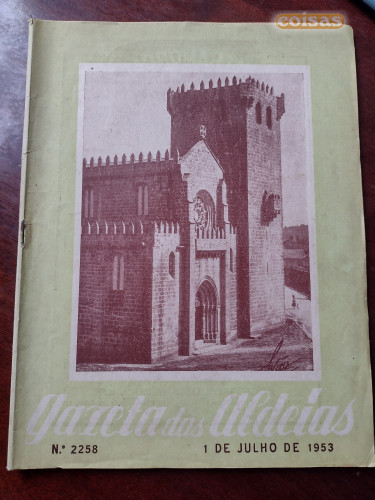 coisas
Gazeta das Aldeias
N.º 2258 1 DE JULHO DE 1953